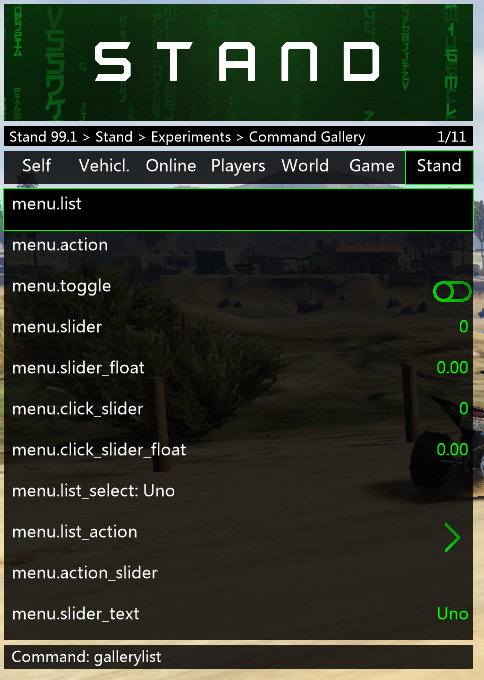 STAND
Stand 99.1 > Stand > Experiments > Command Gallery 1/11
Self Vehicl. Online Players World Game Stand
menu.list
menu.action
menu.toggle
menu.slider 0
menu.slider_float 0.00
menu.click_slider 0
menu.click_slider_float 0.00
menu.list_select: Uno
menu.list_action
menu.action_slider
menu.slider_text Uno
Command: gallerylist